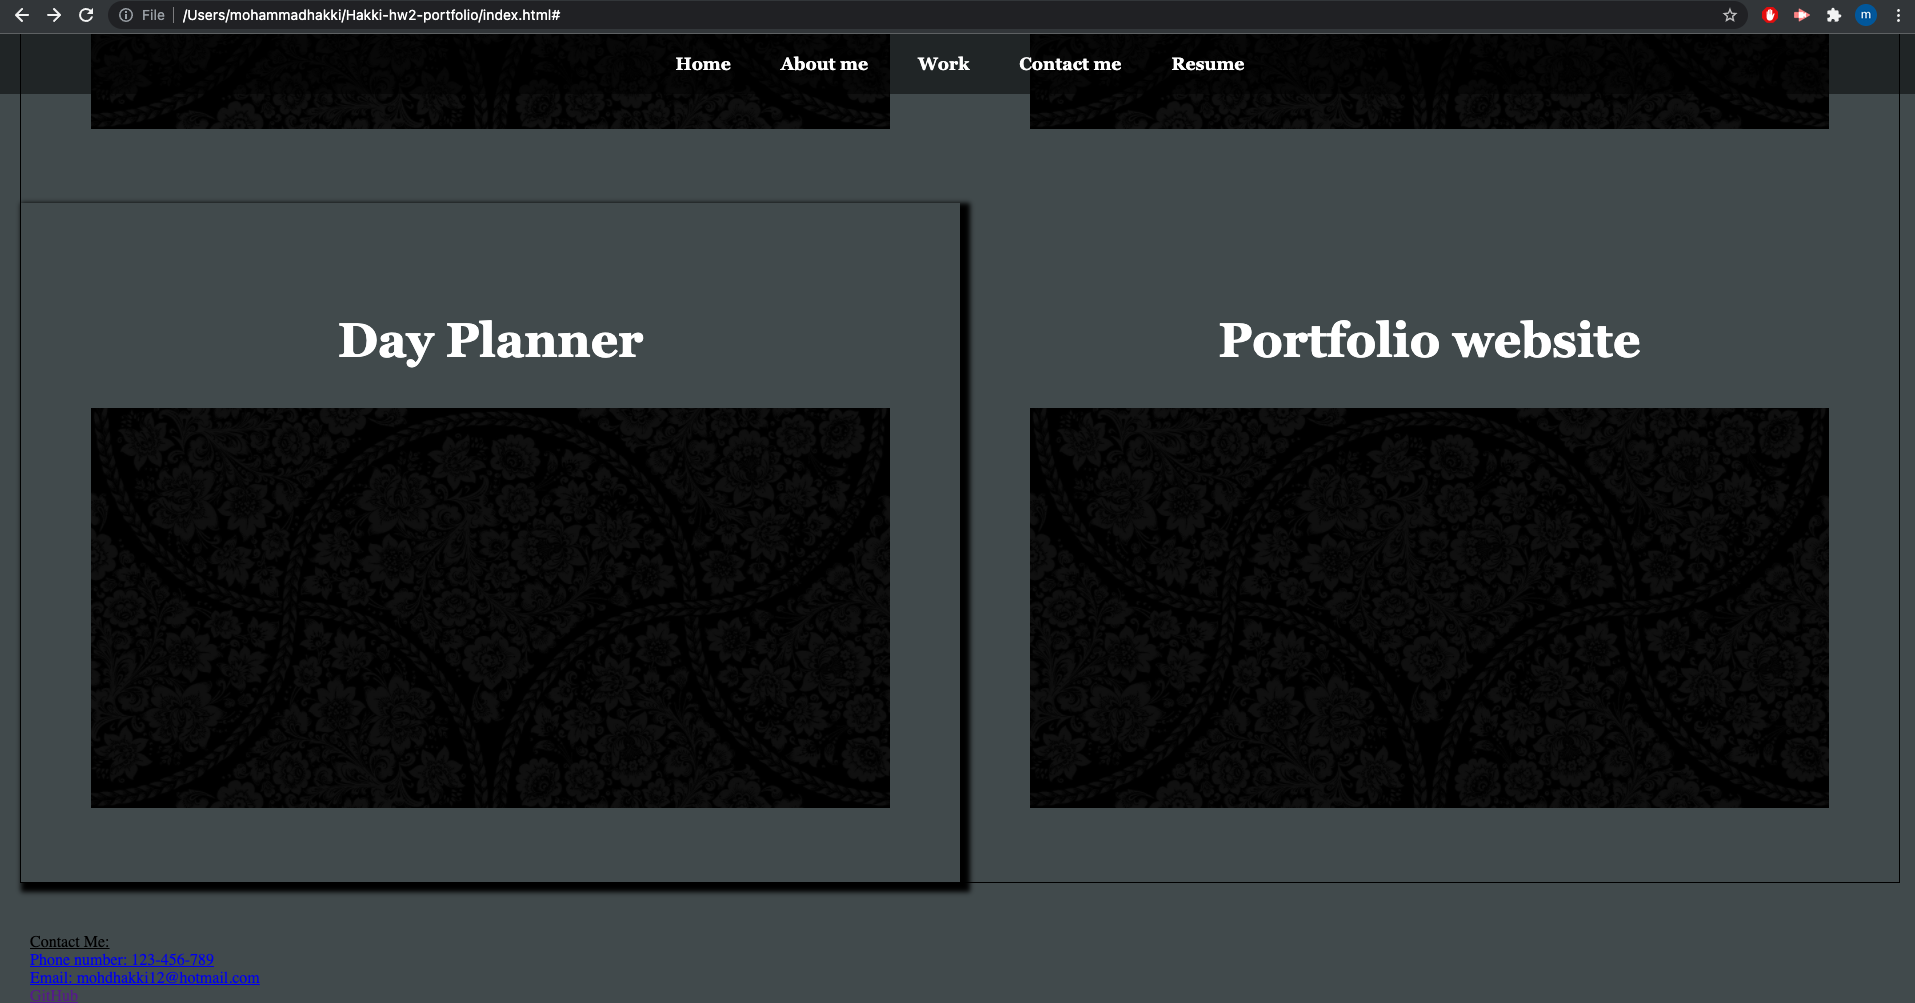 File /Users/mohammadhakki/Hakki-hw2-portfolio/index.html# m
Home About me Work Contact me Resume
Day Planner Portfolio website
Contact Me:
Phone number: 123-456-789
Email: mohdhakki12@hotmail.com
GitHub